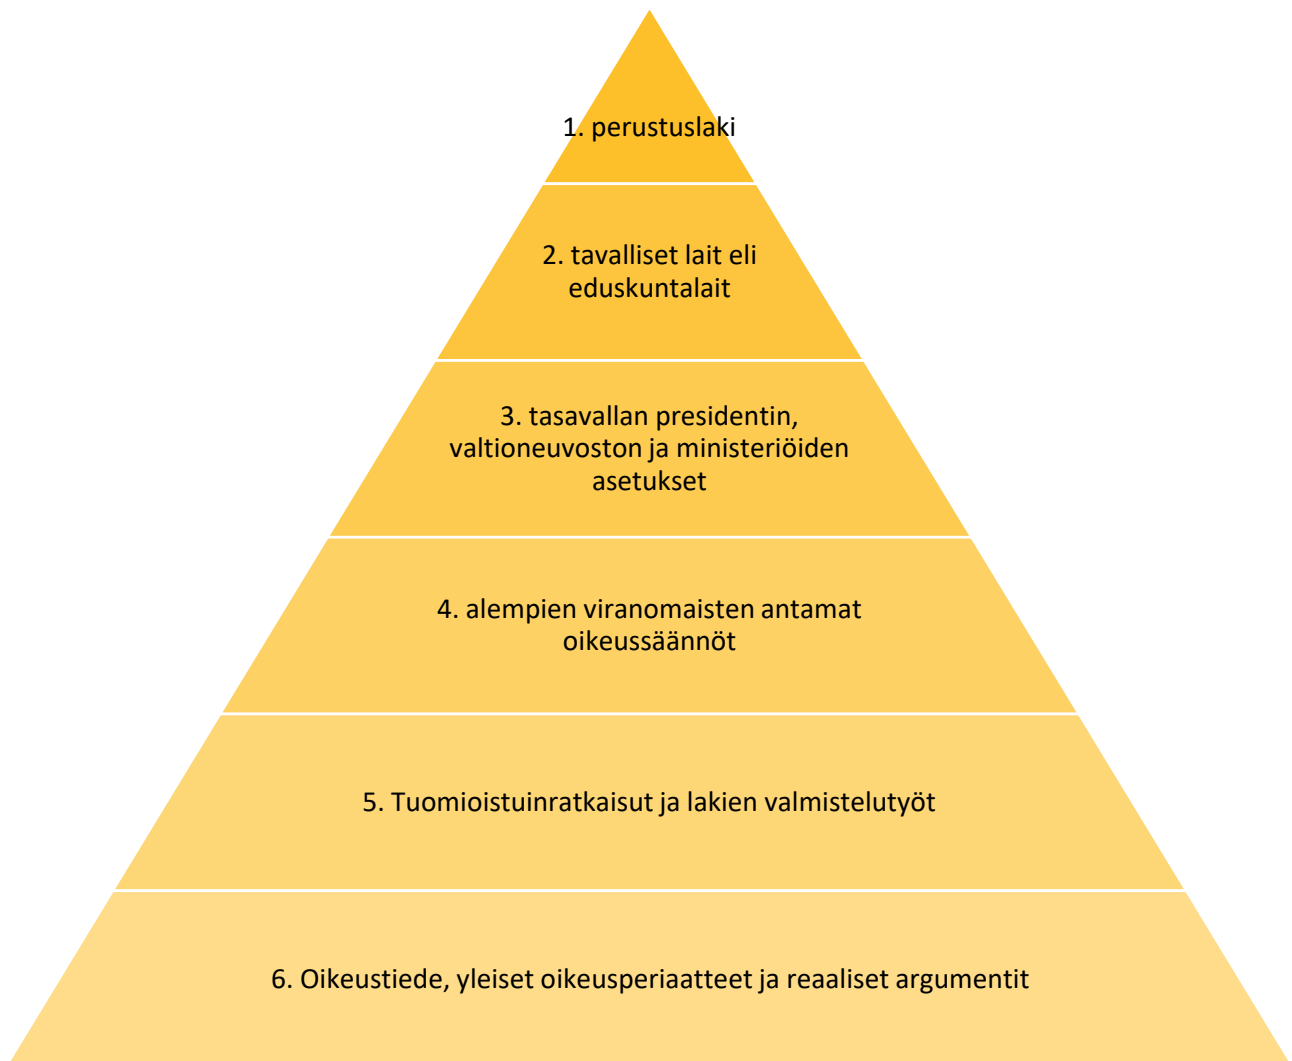 1. perustuslaki
2. tavalliset lait eli
eduskuntalait
3. tasavallan presidentin,
valtioneuvoston ja ministeriöiden
asetukset
4. alempien viranomaisten antamat
oikeussäännöt
5. Tuomioistuinratkaisut ja lakien valmistelutyöt
6. Oikeustiede, yleiset oikeusperiaatteet ja reaaliset argumentit